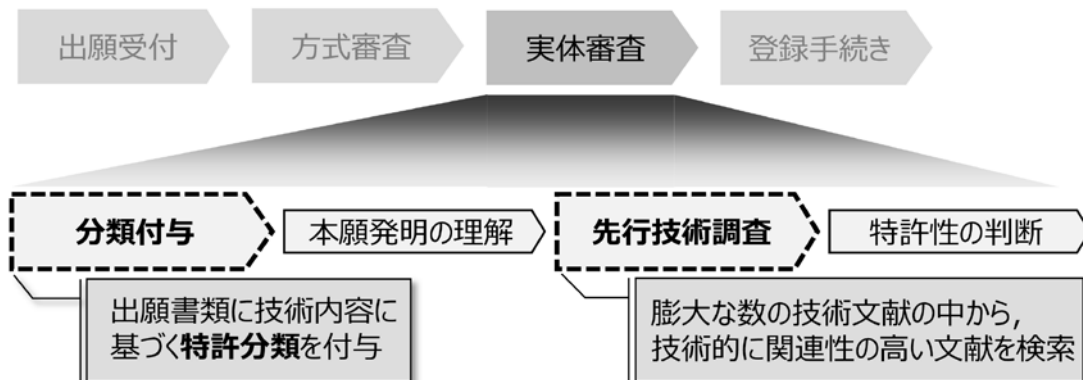 出願受付
方式審査
実体審査
登録手続き
分類付与
本願発明の理解
先行技術調査
特許性の判断
出願書類に技術内容に
基づく特許分類を付与
膨大な数の技術文献の中から,
技術的に関連性の高い文献を検索